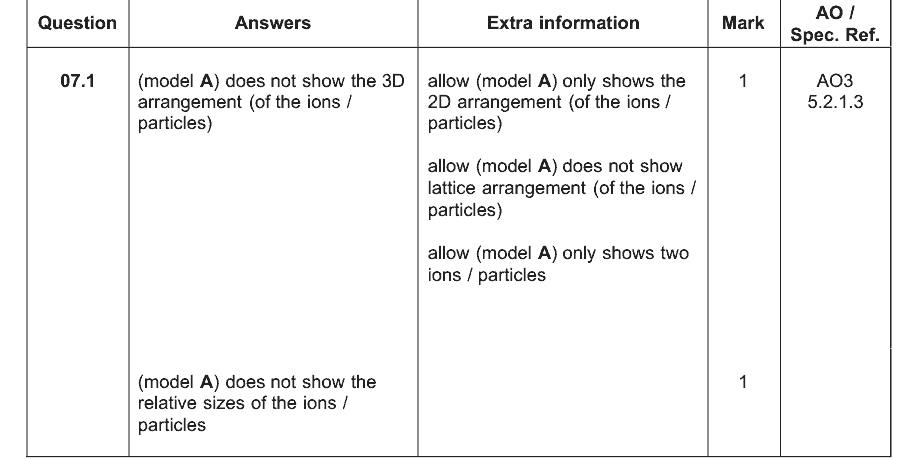 Question Answers Extra information Mark AO /
Spec. Ref.
07.1 (model A) does not show the 3D allow (model A) only shows the 1 AO3
arrangement (of the ions / 2D arrangement (of the ions / 5.2.1.3
particles) particles)
allow (model A) does not show
lattice arrangement (of the ions /
particles)
allow (model A) only shows two
ions / particles
(model A) does not show the 1
relative sizes of the ions /
particles